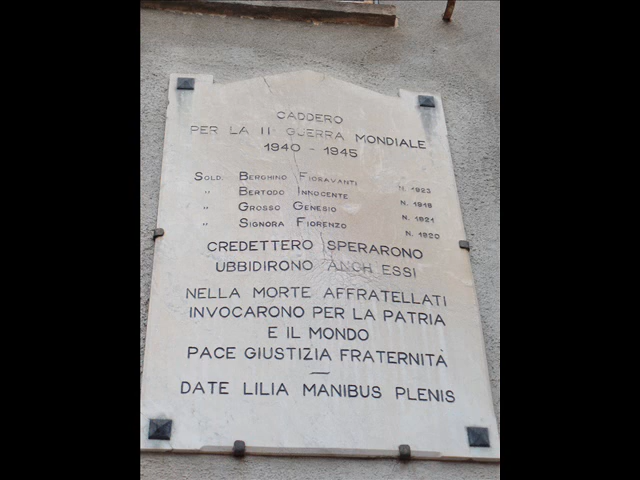 CADDERO
PER LA II GUERRA MONDIALE
1940 - 1945
SOLD. BERGHINO FIORAVANTI N. 1923
" BERTODO INNOCENTE N. 1918
" GROSSO GENESIO N. 1921
" SIGNORA FIORENZO N. 1920
CREDETTERO SPERARONO
UBBIDIRONO ANCH ESSI
NELLA MORTE AFFRATELLATI
INVOCARONO PER LA PATRIA
E IL MONDO
PACE GIUSTIZIA FRATERNITÀ
—
DATE LILIA MANIBUS PLENIS